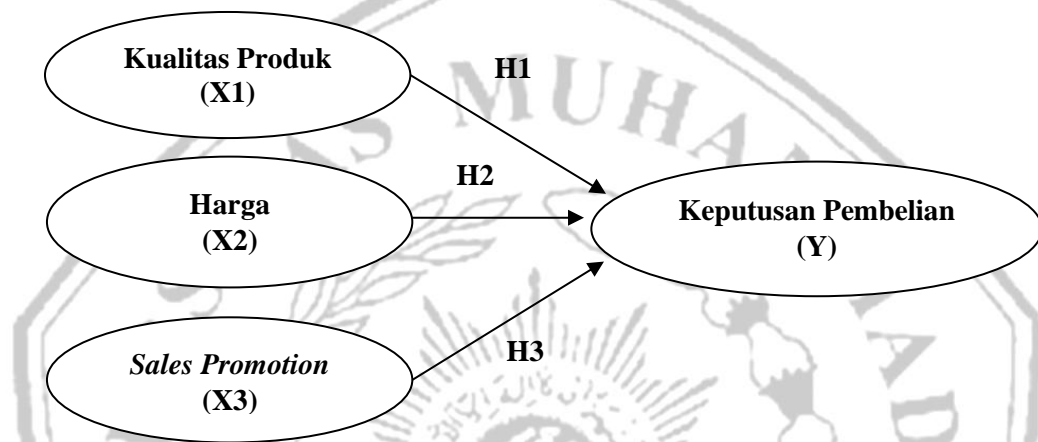 Kualitas Produk
(X1)
H1
Harga
(X2)
H2
Keputusan Pembelian
(Y)
Sales Promotion
(X3)
H3